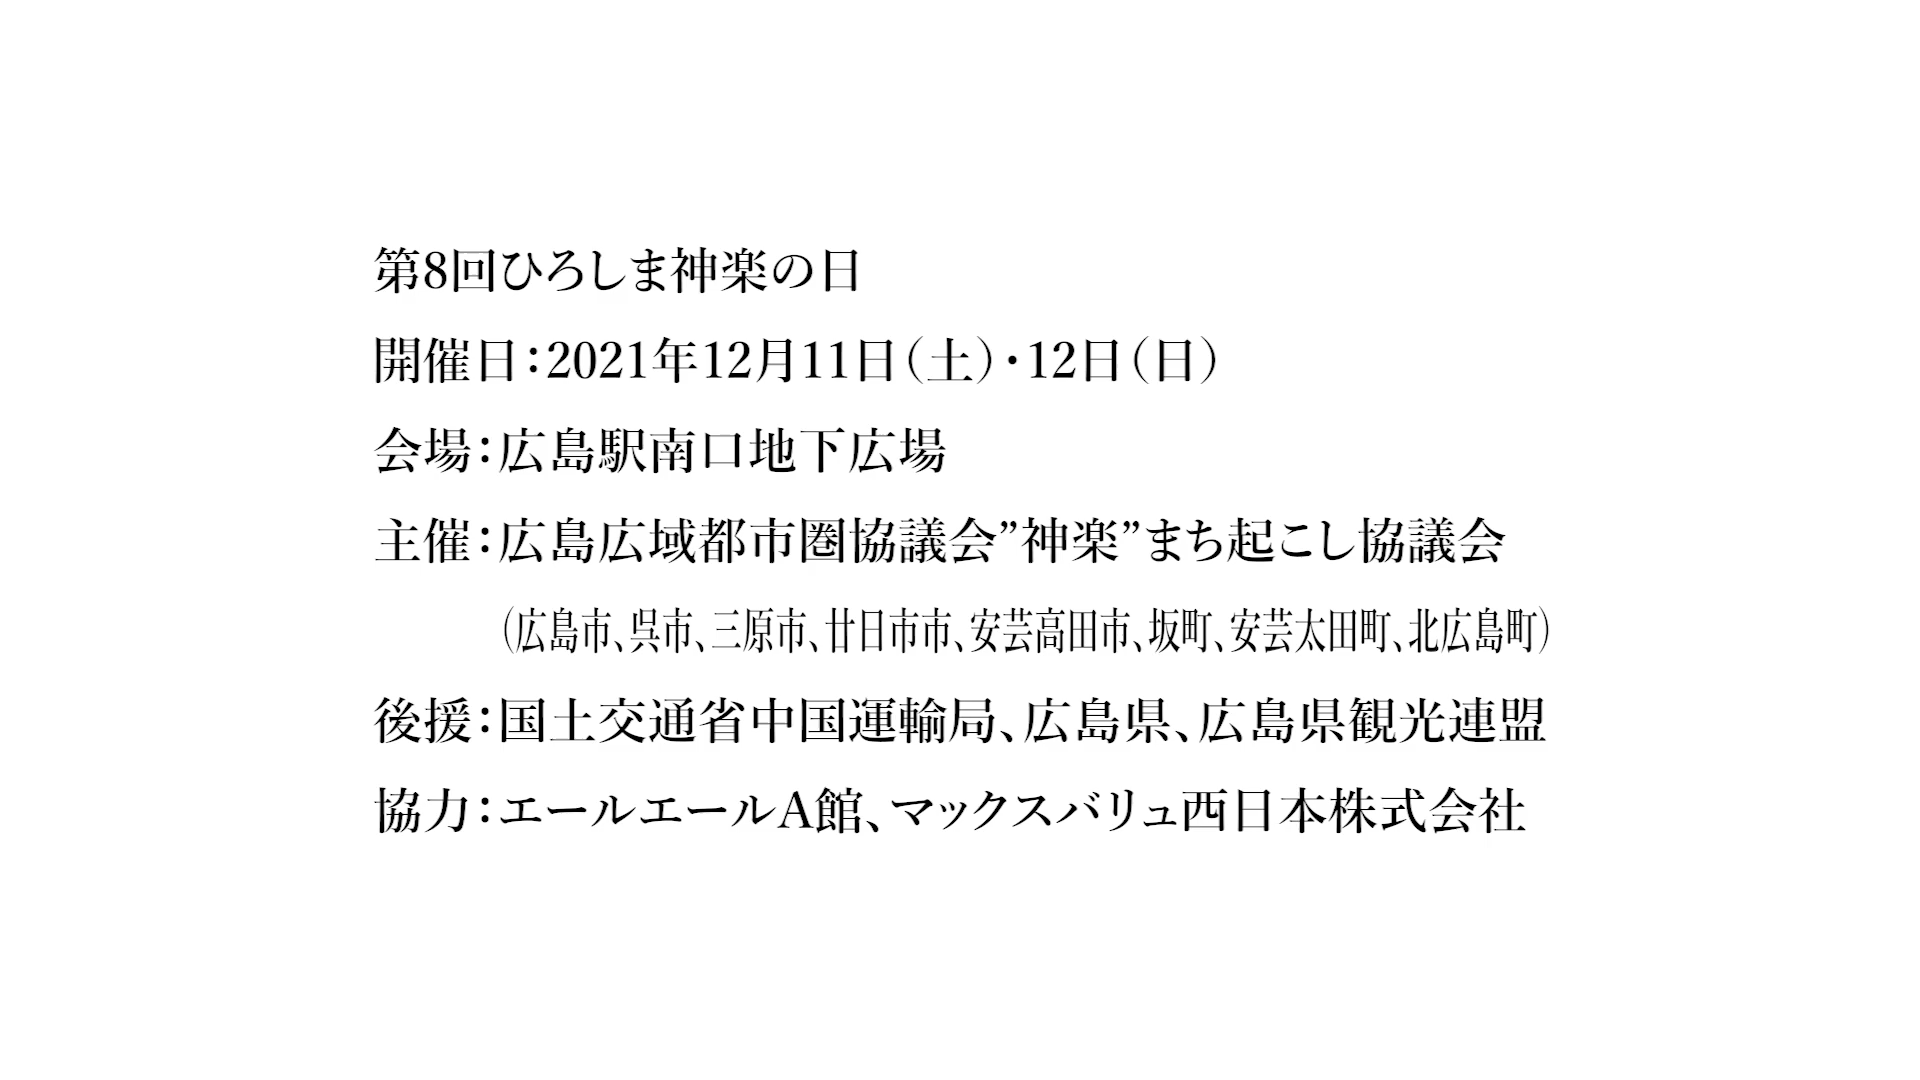 第8回ひろしま神楽の日
開催日：2021年12月11日（土）・12日（日）
会場：広島駅南口地下広場
主催：広島広域都市圏協議会”神楽”まち起こし協議会
（広島市、呉市、三原市、廿日市市、安芸高田市、坂町、安芸太田町、北広島町）
後援：国土交通省中国運輸局、広島県、広島県観光連盟
協力：エールエールA館、マックスバリュ西日本株式会社